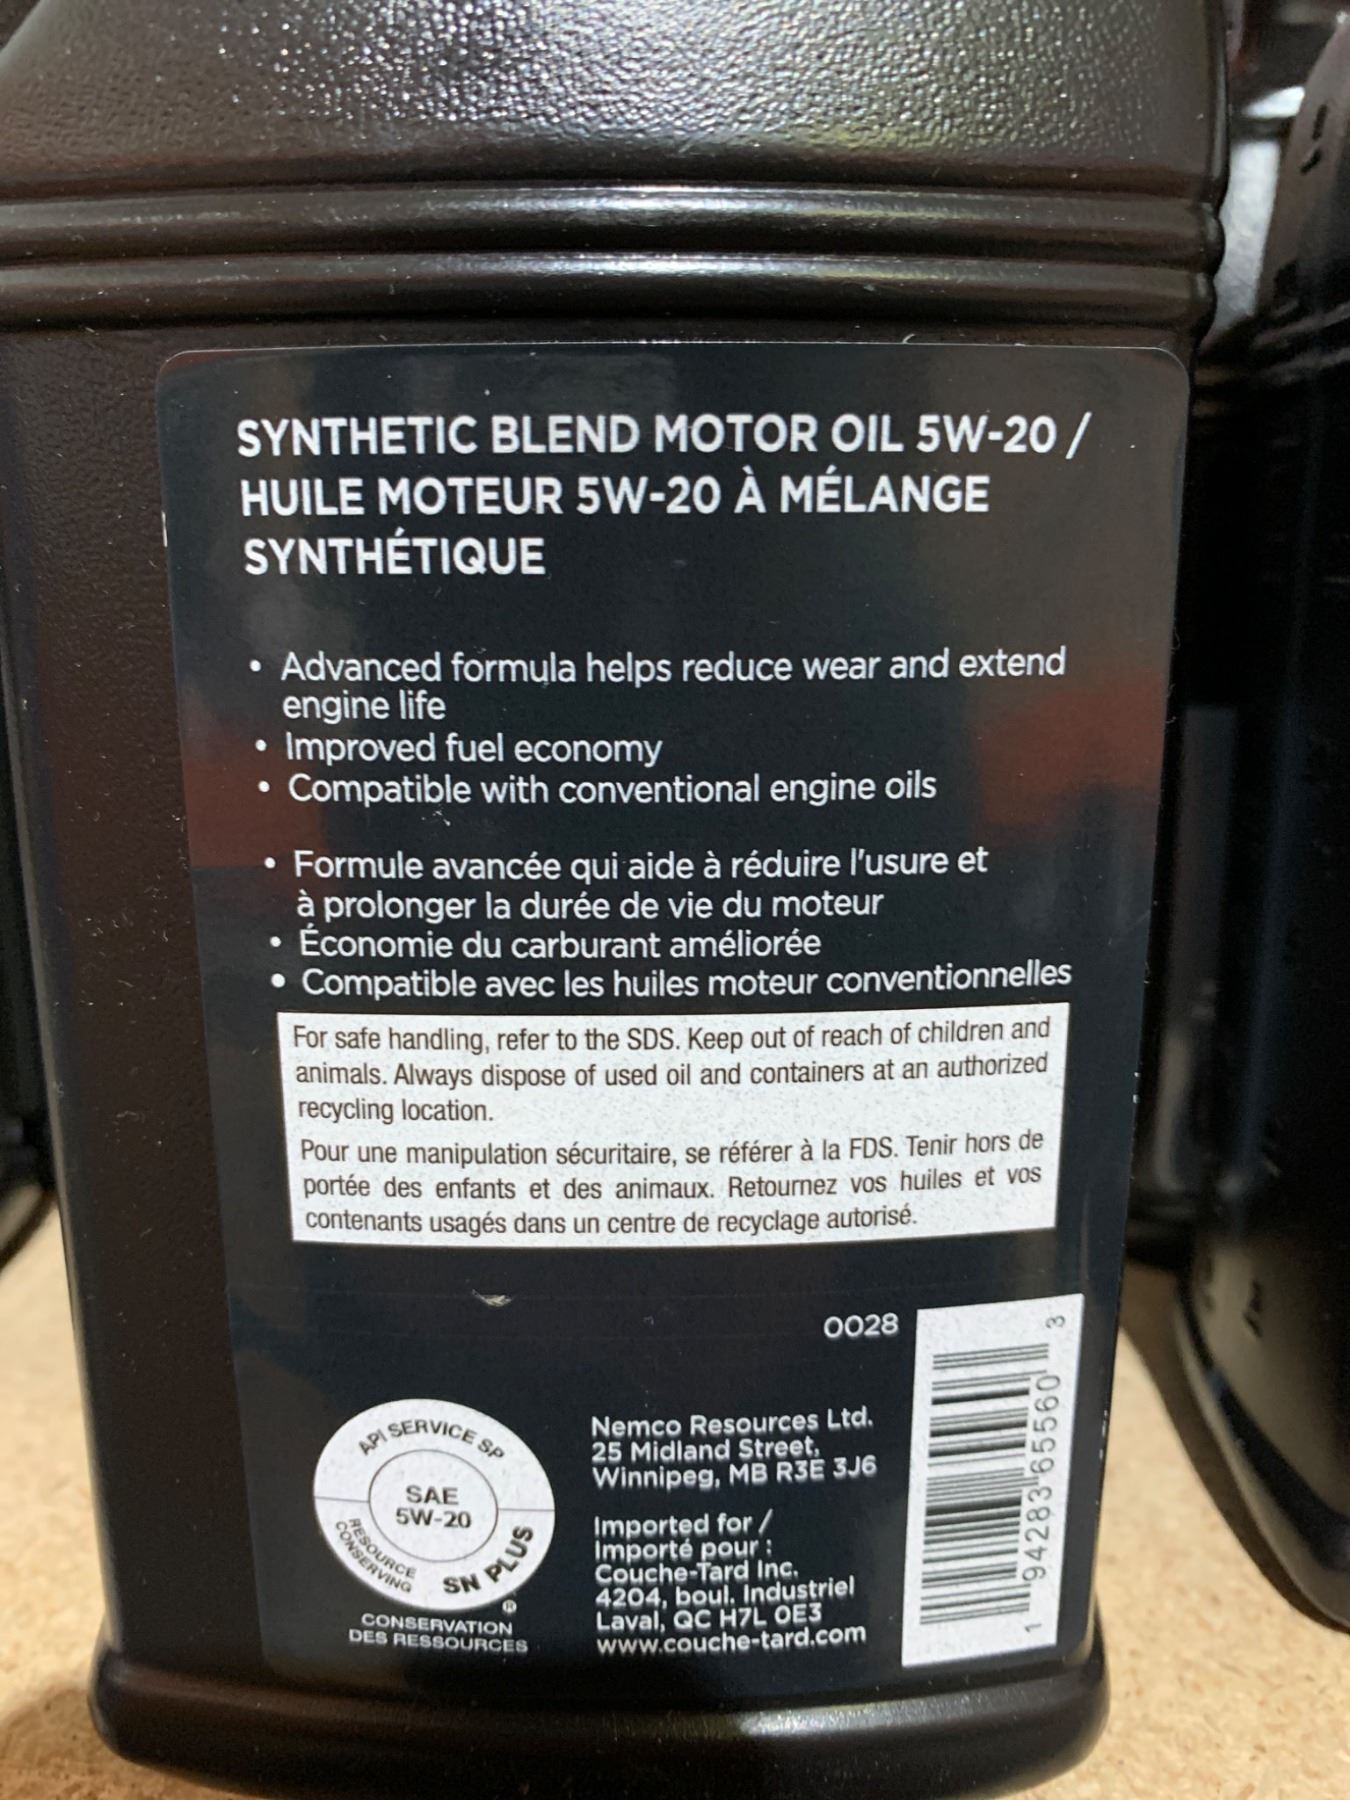 SYNTHETIC BLEND MOTOR OIL 5W-20 /
HUILE MOTEUR 5W-20 À MÉLANGE
SYNTHÉTIQUE
• Advanced formula helps reduce wear and extend
engine life
• Improved fuel economy
• Compatible with conventional engine oils
• Formule avancée qui aide à réduire l'usure et
à prolonger la durée de vie du moteur
• Économie du carburant améliorée
• Compatible avec les huiles moteur conventionnelles
For safe handling, refer to the SDS. Keep out of reach of children and
animals. Always dispose of used oil and containers at an authorized
recycling location.
Pour une manipulation sécuritaire, se référer à la FDS. Tenir hors de
portée des enfants et des animaux. Retournez vos huiles et vos
contenants usagés dans un centre de recyclage autorisé.
0028
API SERVICE SP
SAE
5W-20
RESOURCE
CONSERVING
SN PLUS
®
CONSERVATION
DES RESSOURCES
Nemco Resources Ltd.
25 Midland Street,
Winnipeg, MB R3E 3J6
Imported for /
Importé pour :
Couche-Tard Inc.
4204, boul. Industriel
Laval, QC H7L 0E3
www.couche-tard.com
1 94283 65560 3